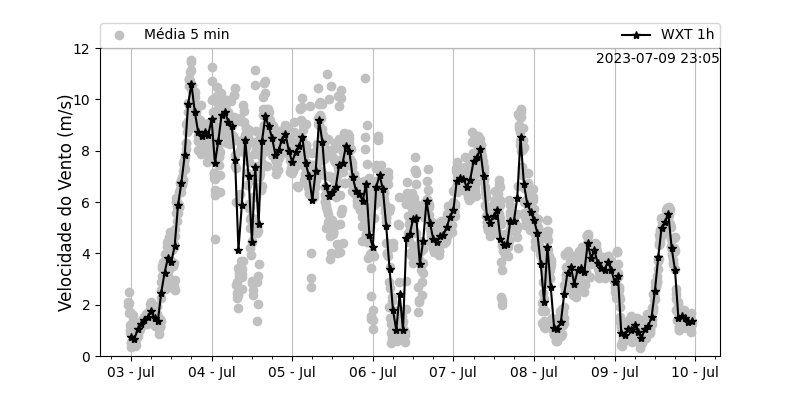 Média 5 min
WXT 1h
2023-07-09 23:05
Velocidade do Vento (m/s)
12
10
8
6
4
2
0
03 - Jul 04 - Jul 05 - Jul 06 - Jul 07 - Jul 08 - Jul 09 - Jul 10 - Jul